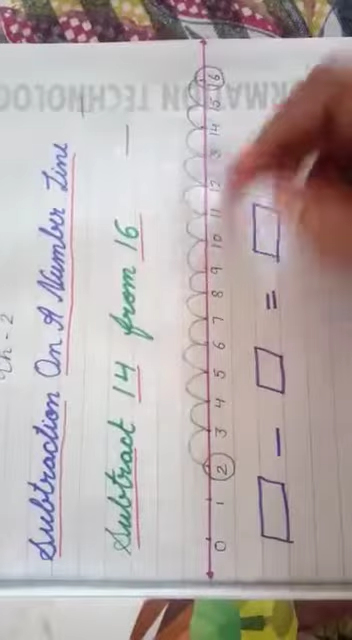 Ch - 2
Subtraction On A Number Line
Subtract 14 from 16 —
0 1 2 3 4 5 6 7 8 9 10 11 12 3 14 15 16
□ - □ = □